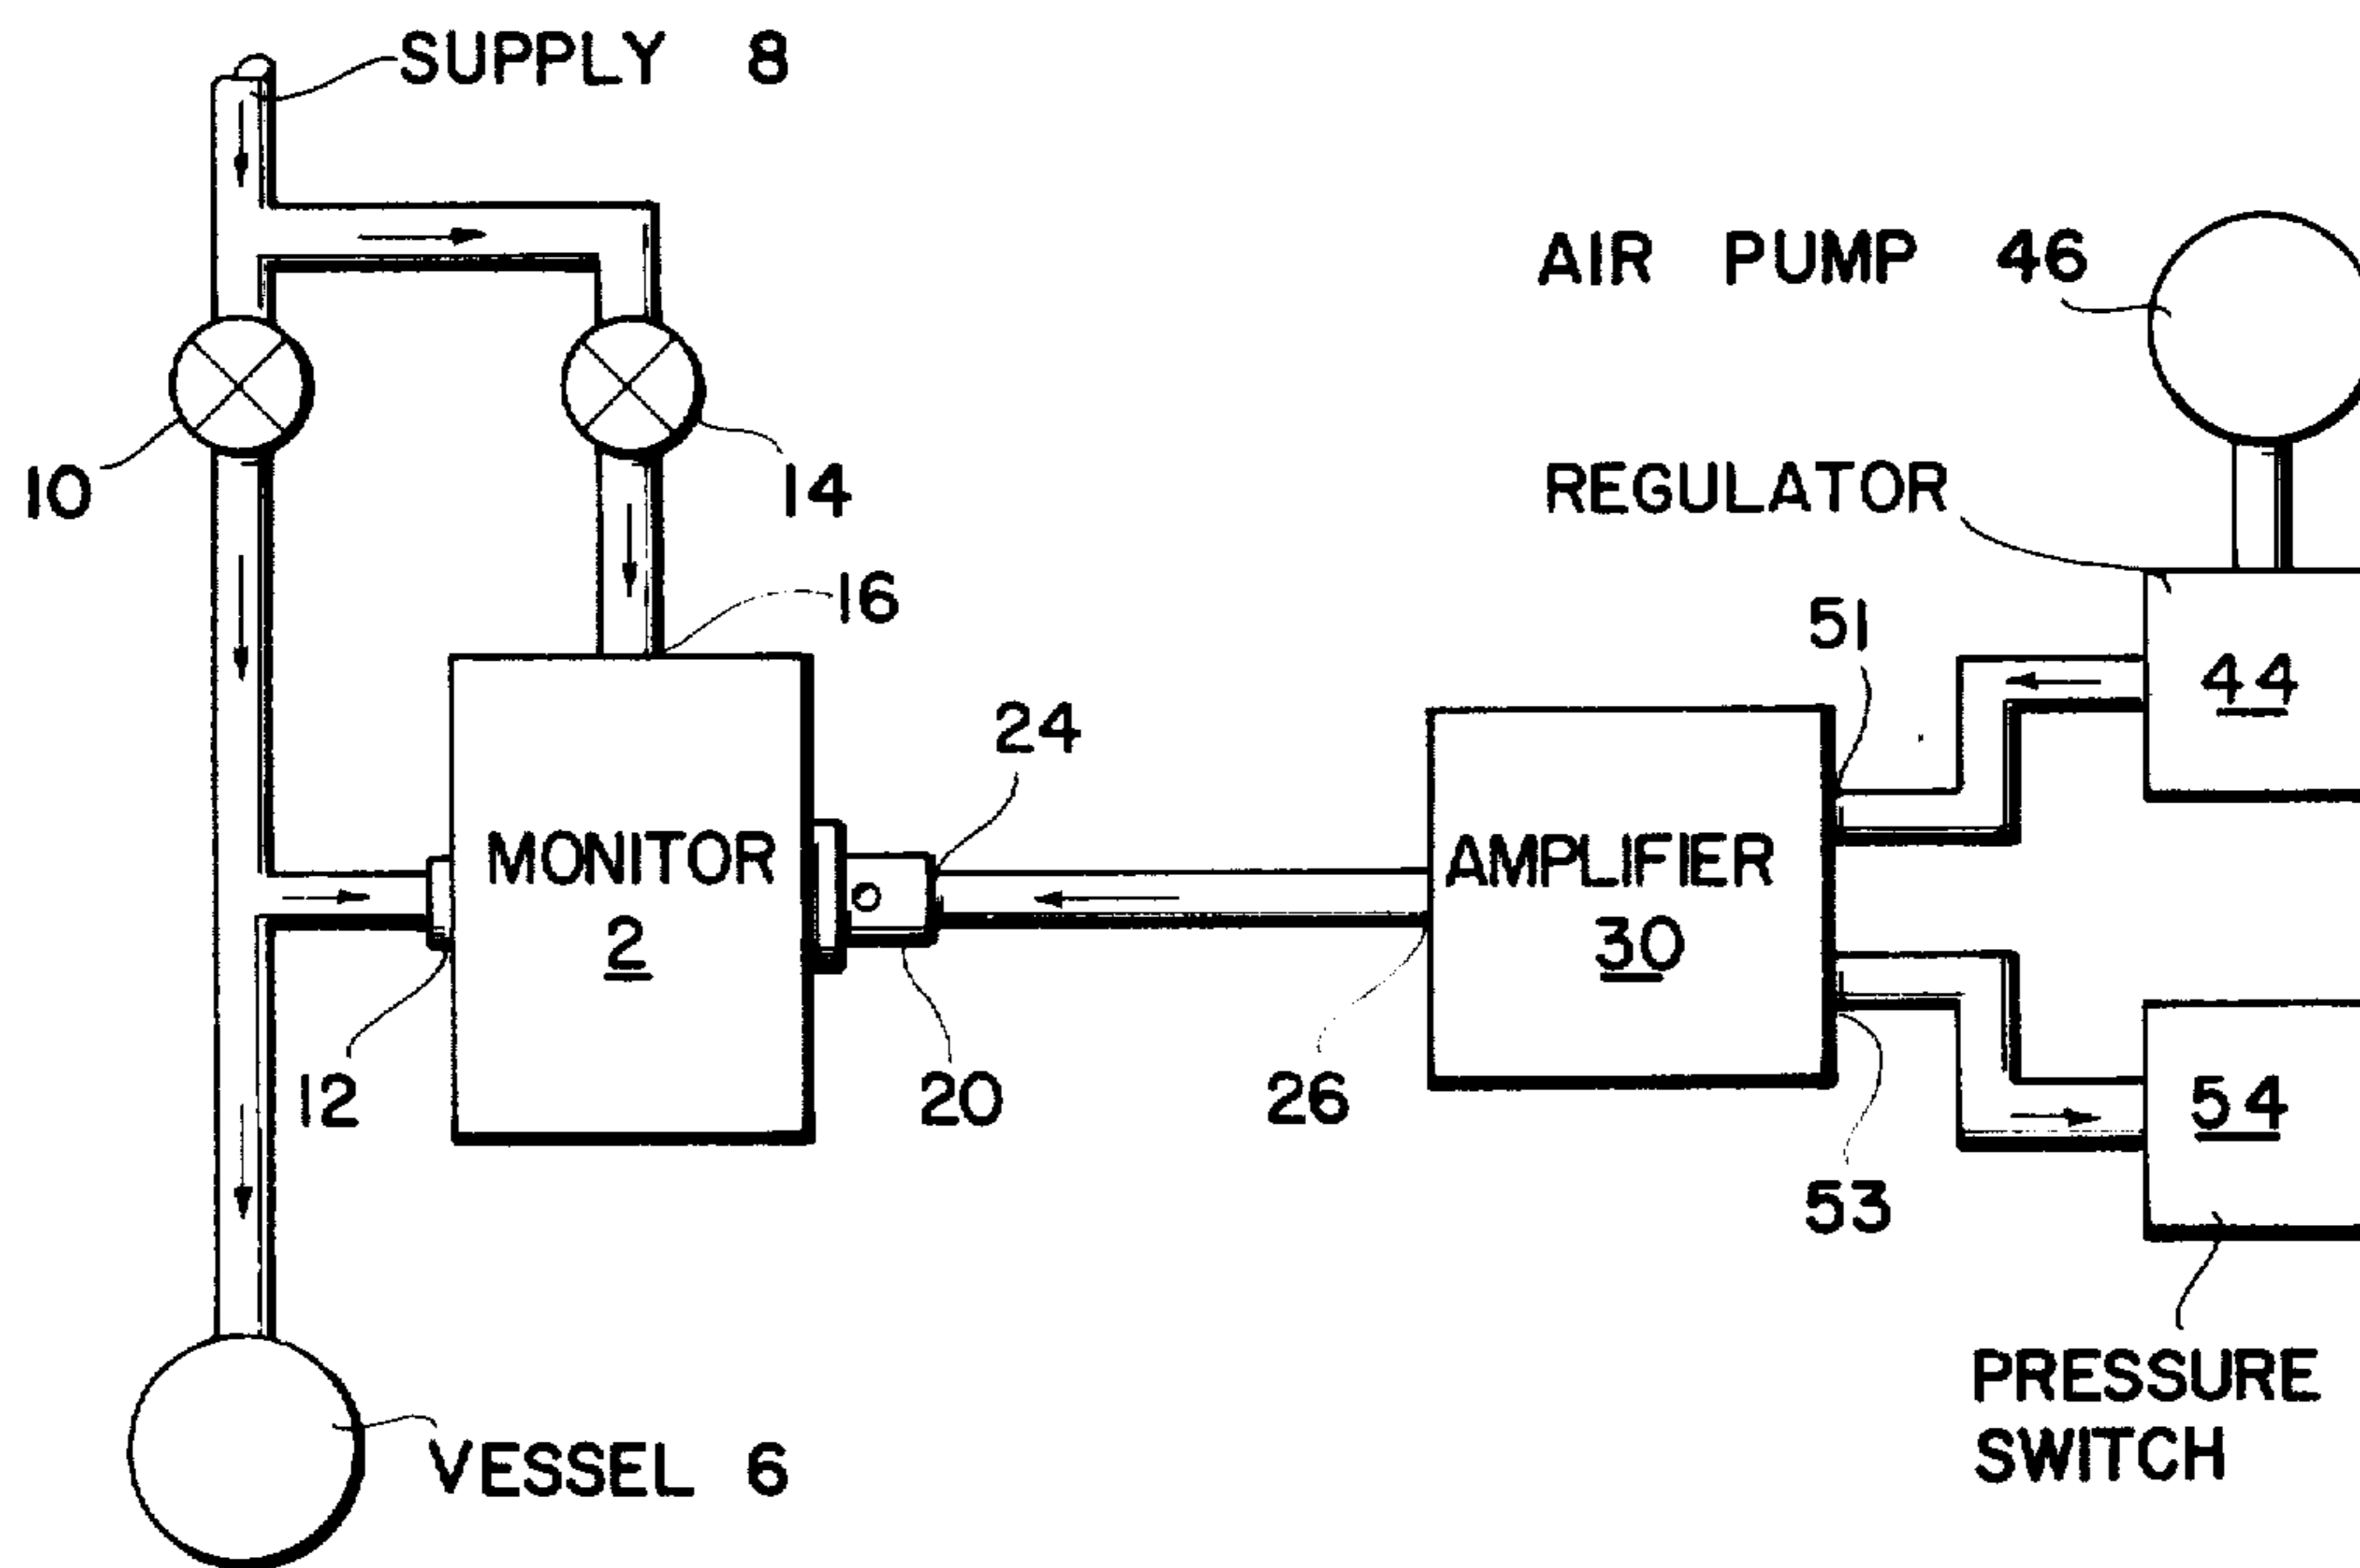 SUPPLY 8
AIR PUMP 46
10
14
REGULATOR
16
51
44
24
MONITOR
2
AMPLIFIER
30
12
20
26
54
53
PRESSURE
SWITCH
VESSEL 6